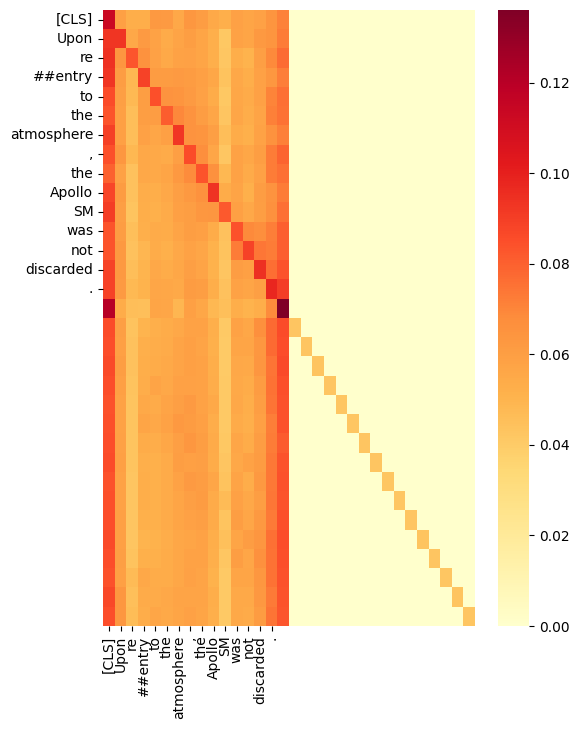 [CLS]
Upon
re
##entry
to
the
atmosphere
,
the
Apollo
SM
was
not
discarded
.
[CLS]
Upon
re
##entry
to
the
atmosphere
,
the
Apollo
SM
was
not
discarded
.
0.12
0.10
0.08
0.06
0.04
0.02
0.00